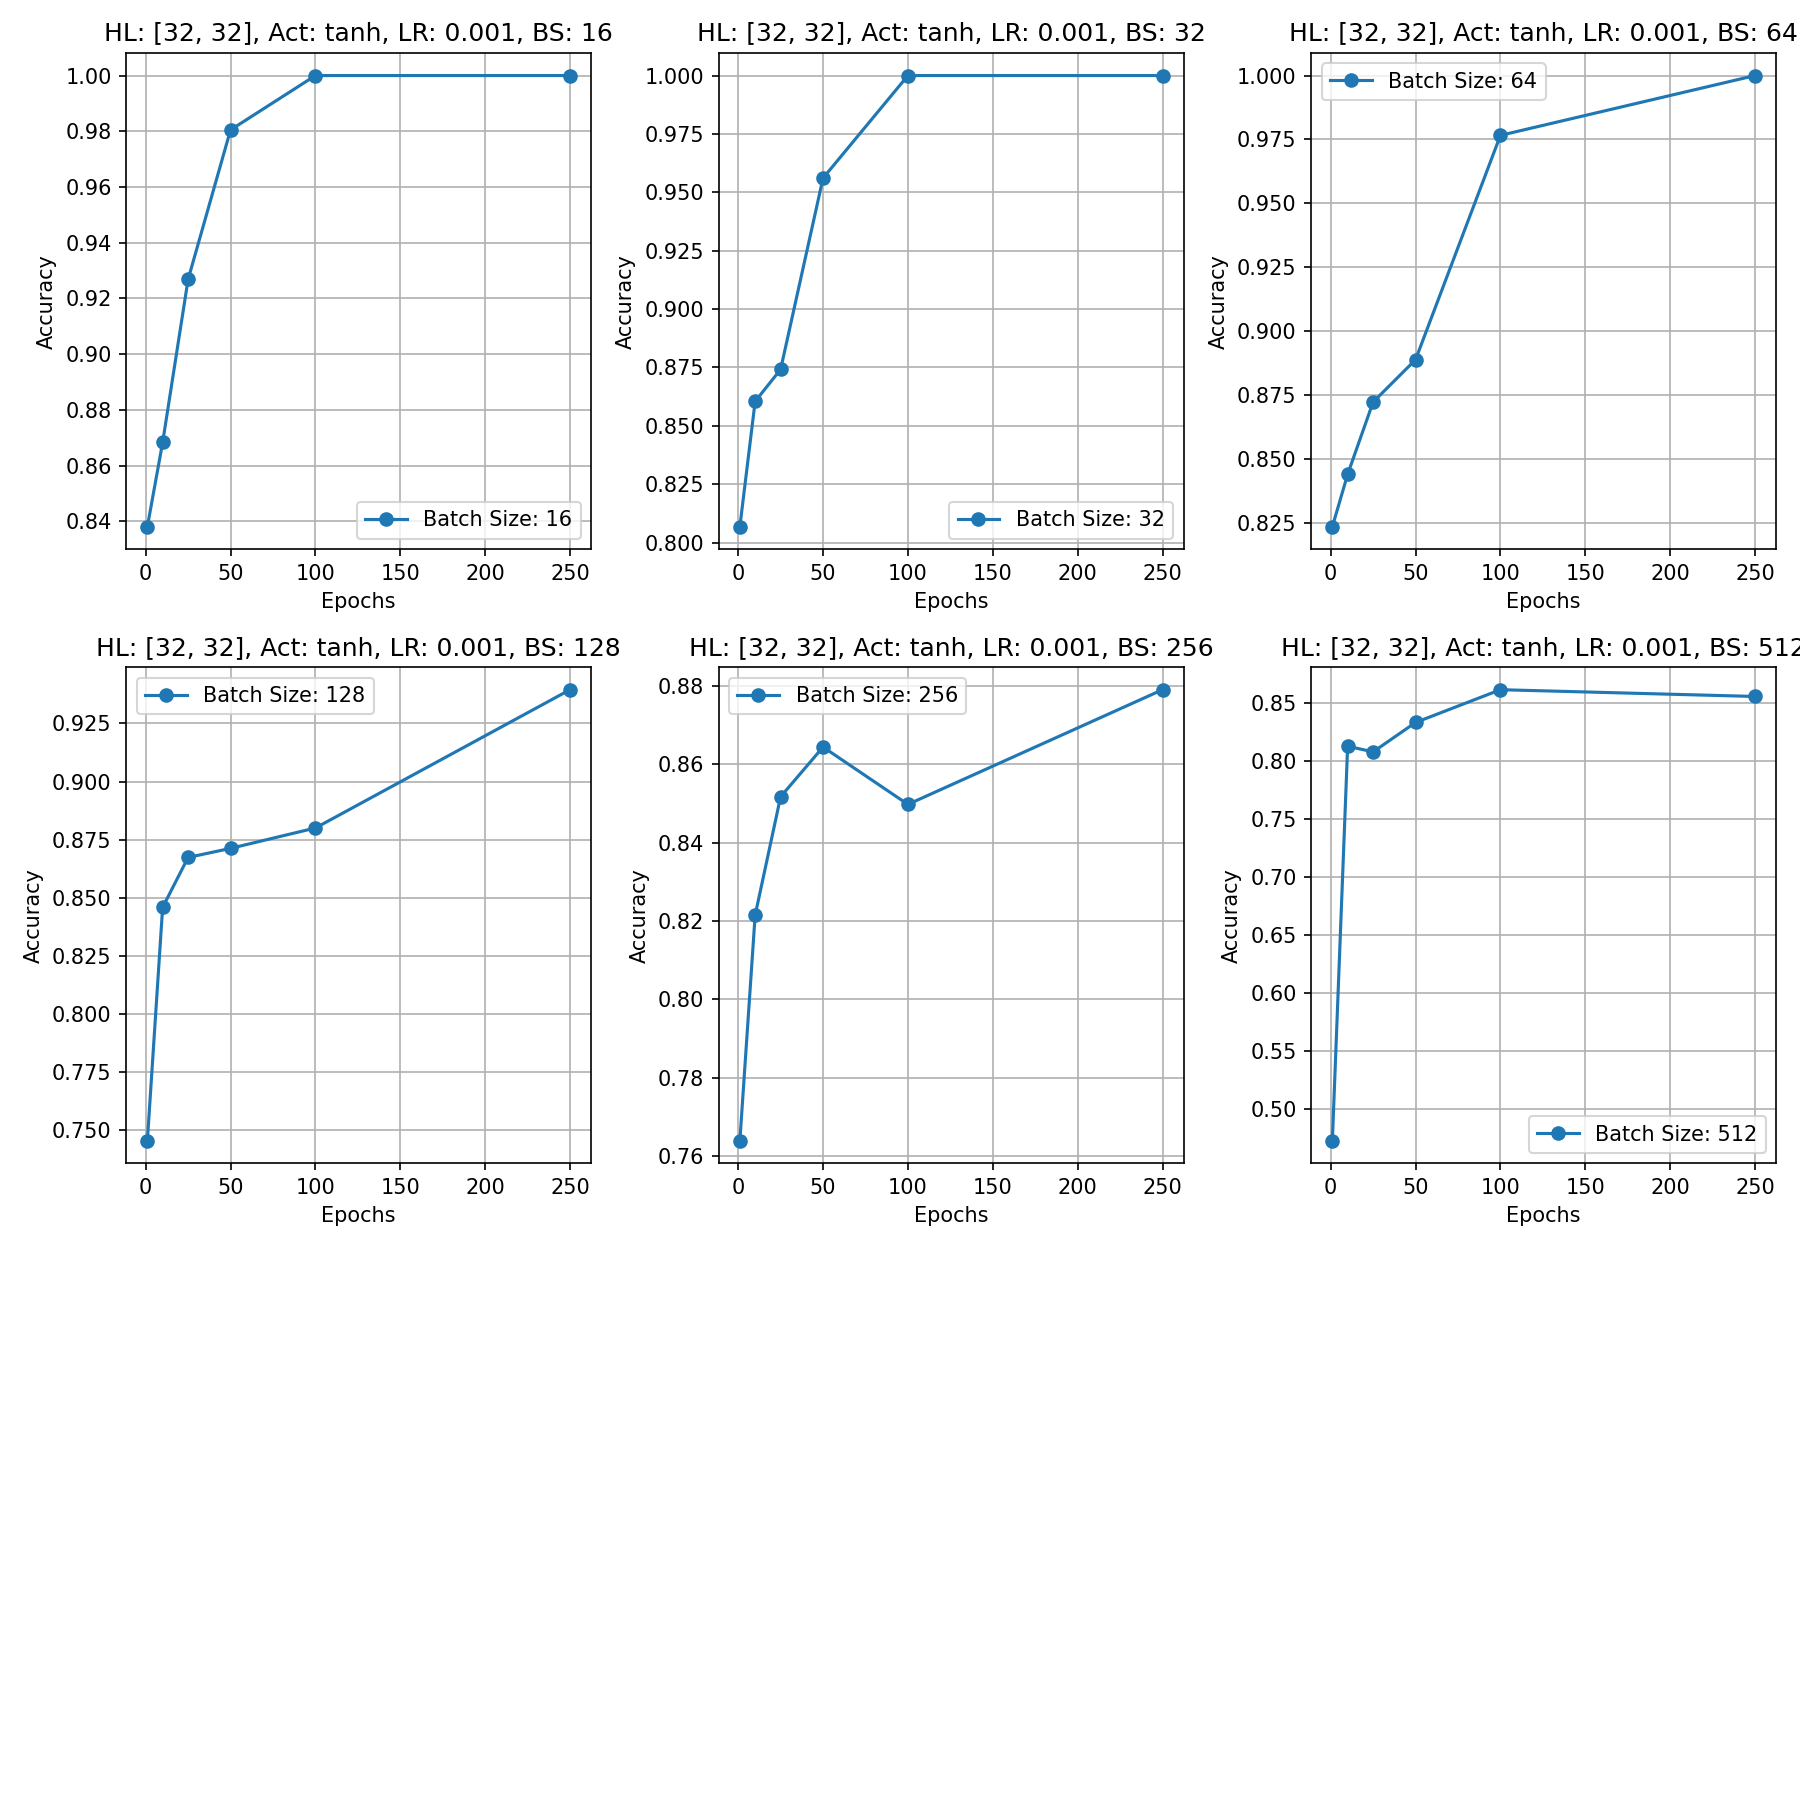 HL: [32, 32], Act: tanh, LR: 0.001, BS: 16
1.00
0.98
0.96
0.94
0.92
0.90
0.88
0.86
0.84
Accuracy
Batch Size: 16
0 50 100 150 200 250
Epochs
HL: [32, 32], Act: tanh, LR: 0.001, BS: 32
1.000
0.975
0.950
0.925
0.900
0.875
0.850
0.825
0.800
Accuracy
Batch Size: 32
0 50 100 150 200 250
Epochs
HL: [32, 32], Act: tanh, LR: 0.001, BS: 64
Batch Size: 64
1.000
0.975
0.950
0.925
0.900
0.875
0.850
0.825
Accuracy
0 50 100 150 200 250
Epochs
HL: [32, 32], Act: tanh, LR: 0.001, BS: 128
Batch Size: 128
0.925
0.900
0.875
0.850
0.825
0.800
0.775
0.750
Accuracy
0 50 100 150 200 250
Epochs
HL: [32, 32], Act: tanh, LR: 0.001, BS: 256
Batch Size: 256
0.88
0.86
0.84
0.82
0.80
0.78
0.76
Accuracy
0 50 100 150 200 250
Epochs
HL: [32, 32], Act: tanh, LR: 0.001, BS: 512
0.85
0.80
0.75
0.70
0.65
0.60
0.55
0.50
Accuracy
Batch Size: 512
0 50 100 150 200 250
Epochs